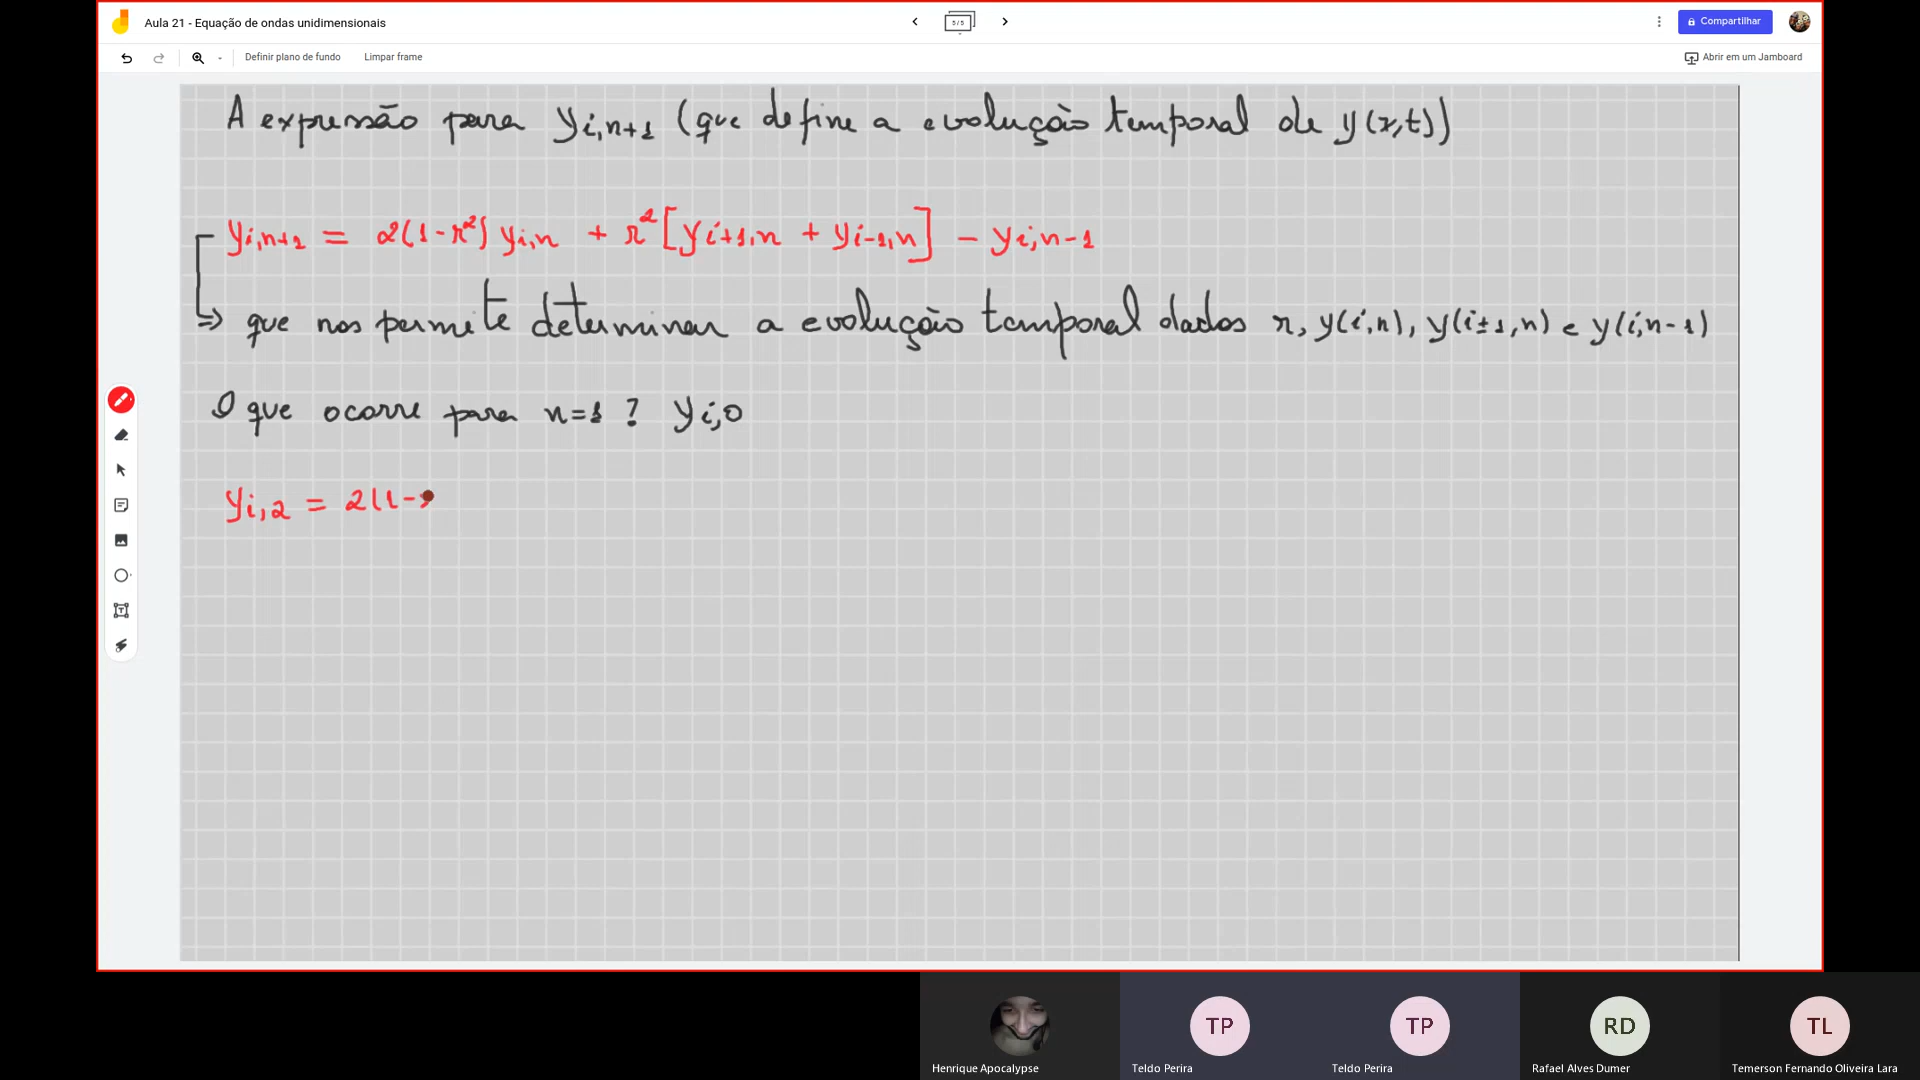 Aula 21 - Equação de ondas unidimensionais
5 / 5
Compartilhar
Definir plano de fundo
Limpar frame
Abrir em um Jamboard
A expressão para yi,n+1 (que define a evolução temporal de y(x,t))
yi,n+1 = 2(1-r²) yi,n + r² [yi+1,n + yi-1,n] - yi,n-1
⇒ que nos permite determinar a evolução temporal dados r, y(i,n), y(i±1,n) e y(i,n-1)
O que ocorre para n=1 ? yi,0
yi,2 = 2(1-
Henrique Apocalypse
TP
Teldo Perira
TP
Teldo Perira
RD
Rafael Alves Dumer
TL
Temerson Fernando Oliveira Lara